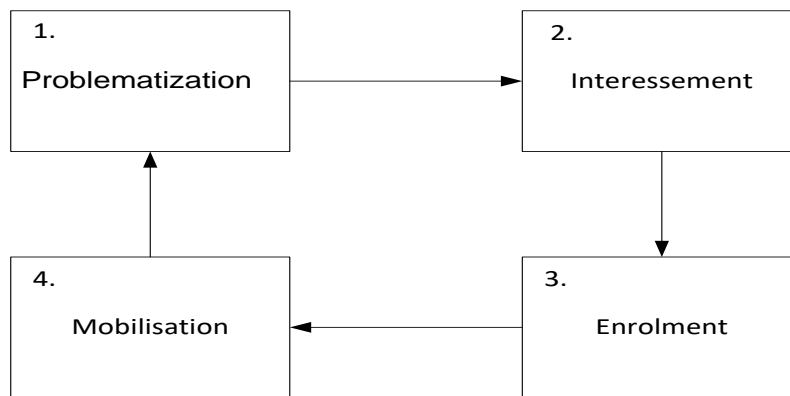 1.
Problematization
2.
Interessement
3.
Enrolment
4.
Mobilisation